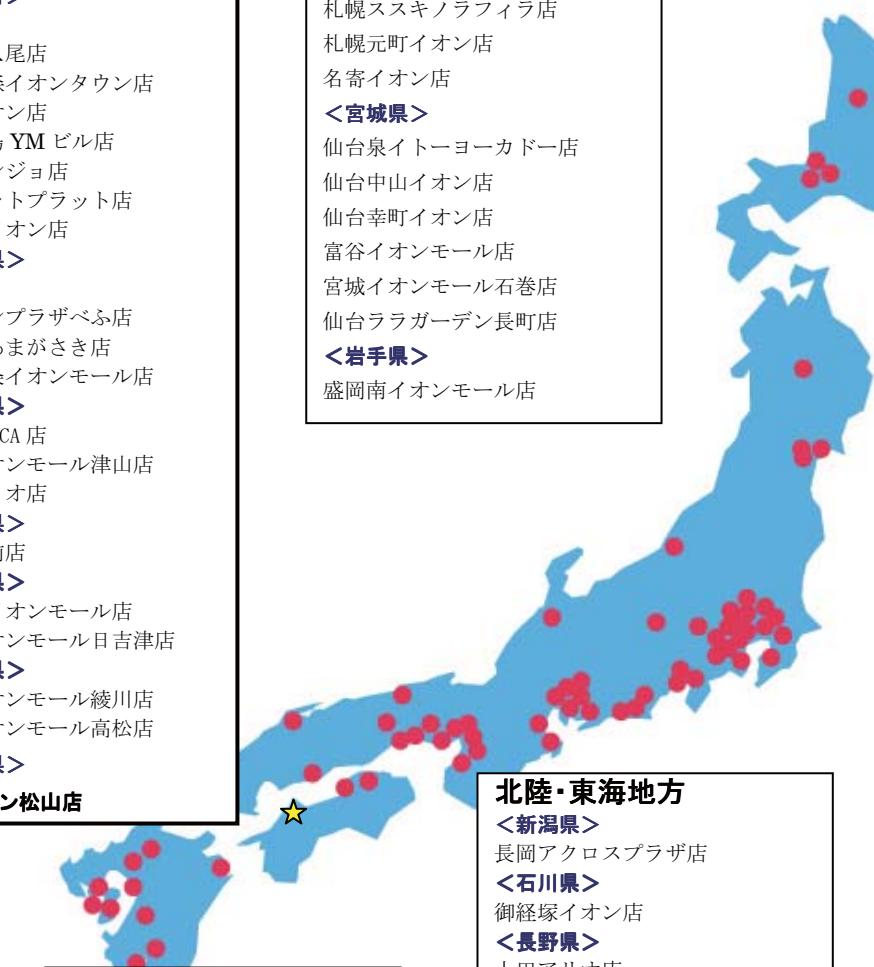 尾店
イオンタウン店
ン店
YM ビル店
ジョ店
トプラット店
オン店
県＞
プラザべふ店
まがさき店
イオンモール店
県＞
CA 店
ンモール津山店
オ店
県＞
店
県＞
オンモール店
ンモール日吉津店
県＞
ンモール綾川店
ンモール高松店
県＞
ン松山店
札幌ススキノラフィラ店
札幌元町イオン店
名寄イオン店
＜宮城県＞
仙台泉イトーヨーカドー店
仙台中山イオン店
仙台幸町イオン店
富谷イオンモール店
宮城イオンモール石巻店
仙台ララガーデン長町店
＜岩手県＞
盛岡南イオンモール店
北陸・東海地方
＜新潟県＞
長岡アクロスプラザ店
＜石川県＞
御経塚イオン店
＜長野県＞